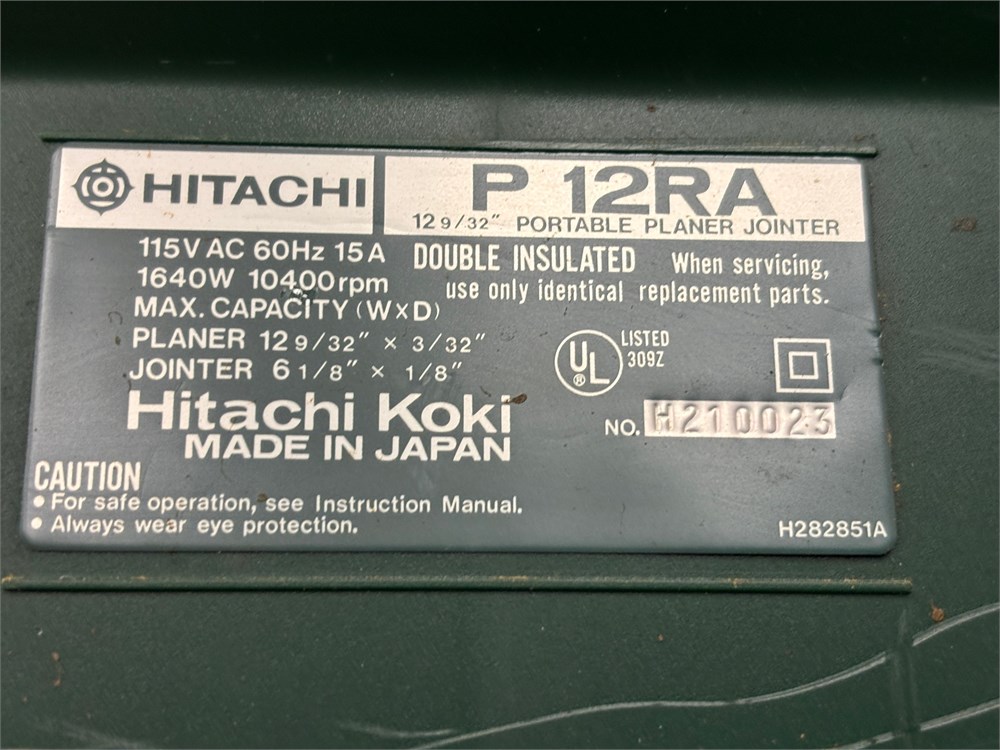 HITACHI
P 12RA
12 9/32" PORTABLE PLANER JOINTER
115V AC 60Hz 15A
1640W 10400rpm
MAX. CAPACITY (W×D)
PLANER 12 9/32" × 3/32"
JOINTER 6 1/8" × 1/8"
DOUBLE INSULATED When servicing,
use only identical replacement parts.
UL®
LISTED
309Z
Hitachi Koki
MADE IN JAPAN
NO. H210023
CAUTION
• For safe operation, see Instruction Manual.
• Always wear eye protection.
H282851A